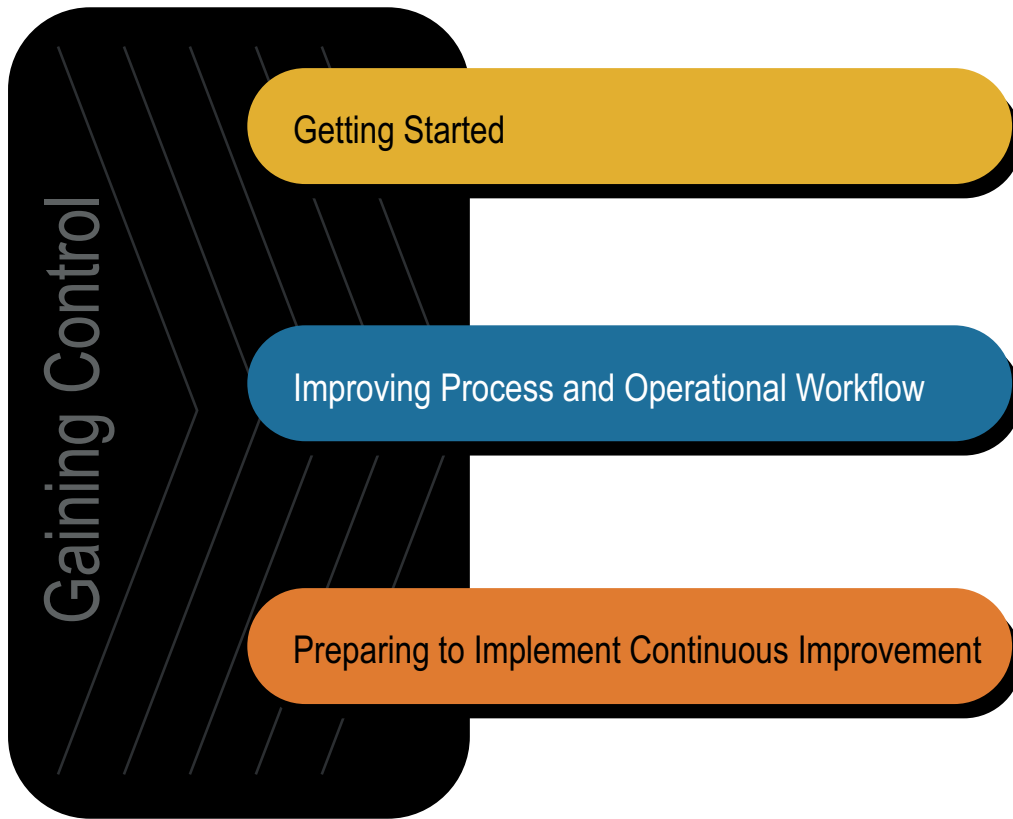 Gaining Control
Getting Started
Improving Process and Operational Workflow
Preparing to Implement Continuous Improvement